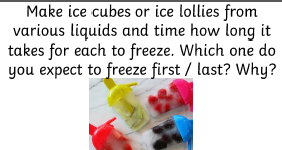 Make ice cubes or ice lollies from
various liquids and time how long it
takes for each to freeze. Which one do
you expect to freeze first / last? Why?